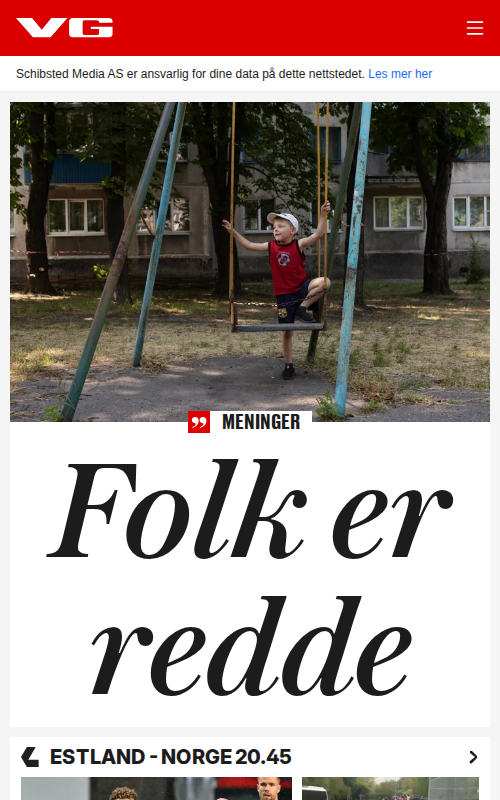 VG
Schibsted Media AS er ansvarlig for dine data på dette nettstedet. Les mer her
MENINGER
Folk er
redde
ESTLAND - NORGE 20.45